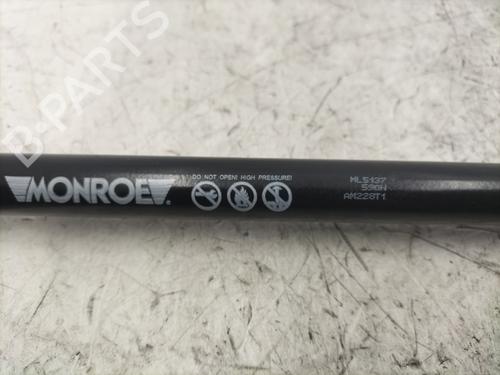 MONROE®
DO NOT OPEN! HIGH PRESSURE!
ML5437
590N
AM228T1
B-PARTS